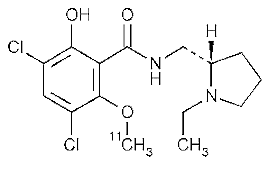 OH O H
Cl N H
N
Cl O
11CH3